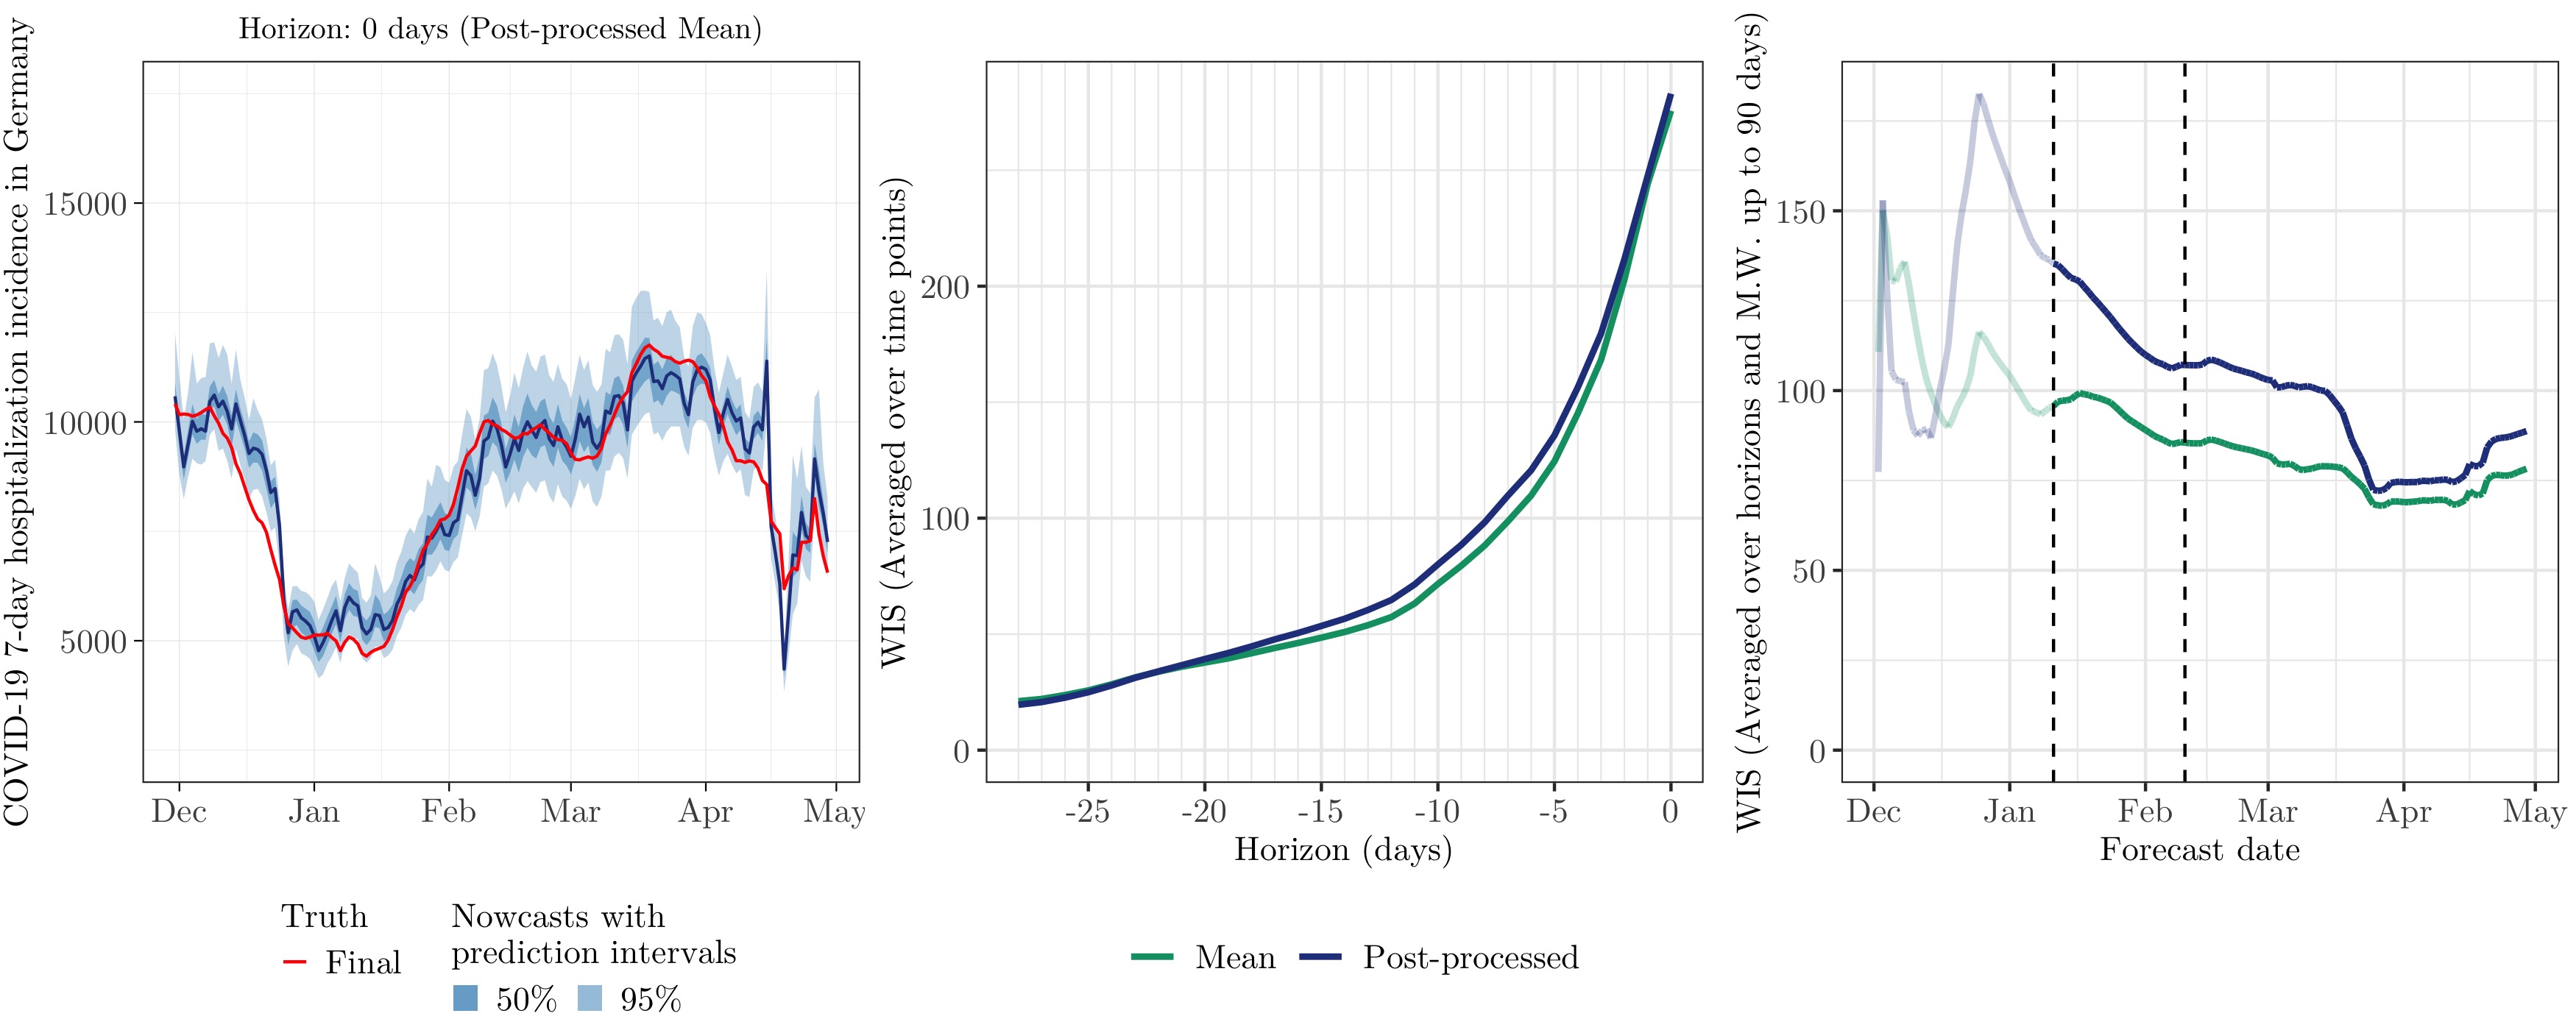 Horizon: 0 days (Post-processed Mean)
COVID-19 7-day hospitalization incidence in Germany
15000
10000
5000
Dec Jan Feb Mar Apr May
Truth
Final
Nowcasts with
prediction intervals
50% 95%
WIS (Averaged over time points)
200
100
0
-25 -20 -15 -10 -5 0
Horizon (days)
Mean Post-processed
WIS (Averaged over horizons and M.W. up to 90 days)
150
100
50
0
Dec Jan Feb Mar Apr May
Forecast date